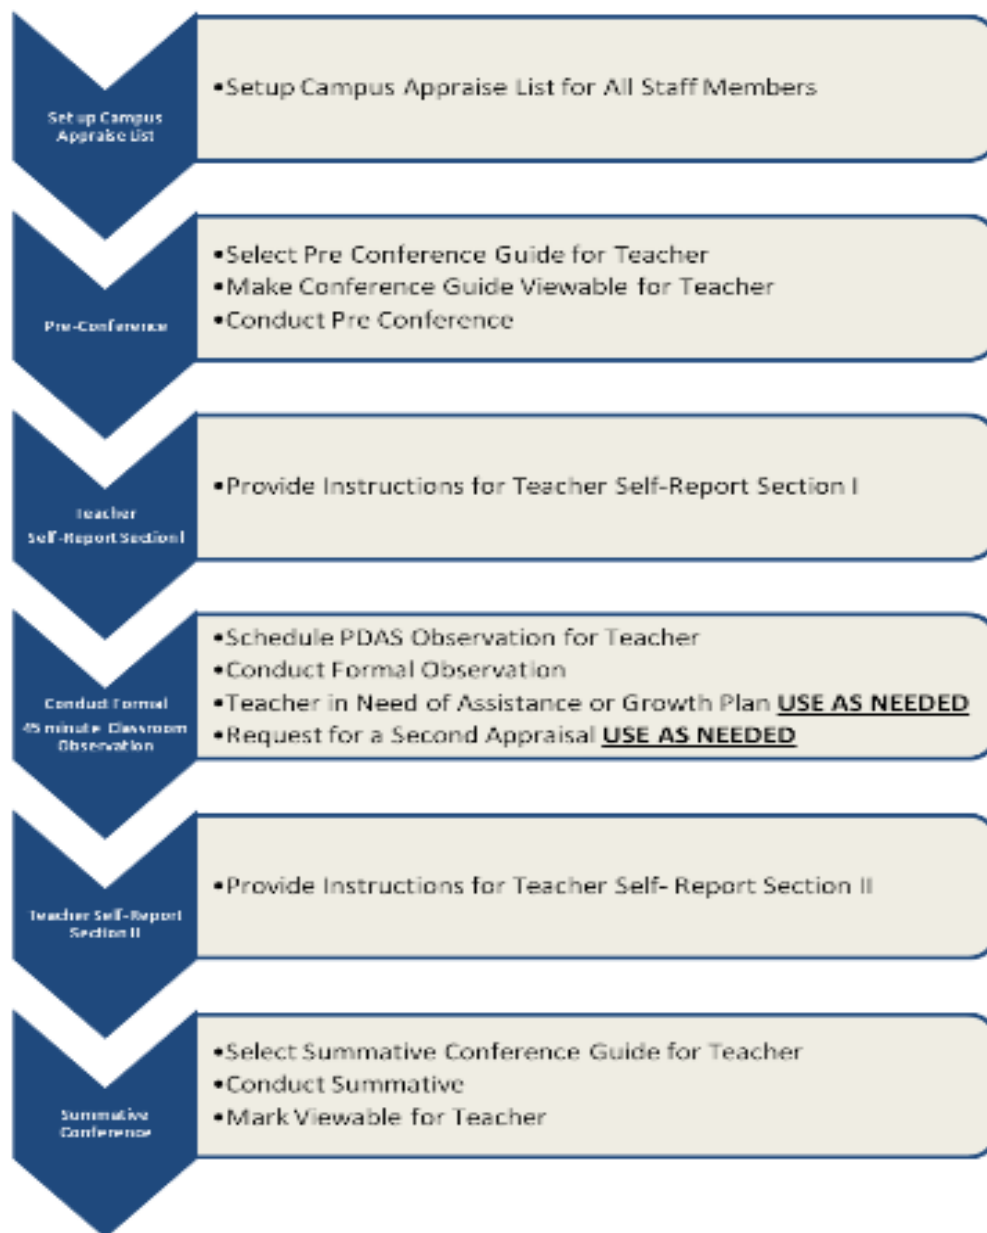 Set up Campus
Appraise List
•Setup Campus Appraise List for All Staff Members
Pre-Conference
•Select Pre Conference Guide for Teacher
•Make Conference Guide Viewable for Teacher
•Conduct Pre Conference
Teacher
Self-Report Section I
•Provide Instructions for Teacher Self-Report Section I
Conduct Formal
45 minute Classroom
Observation
•Schedule PDAS Observation for Teacher
•Conduct Formal Observation
•Teacher in Need of Assistance or Growth Plan USE AS NEEDED
•Request for a Second Appraisal USE AS NEEDED
Teacher Self-Report
Section II
•Provide Instructions for Teacher Self- Report Section II
Summative
Conference
•Select Summative Conference Guide for Teacher
•Conduct Summative
•Mark Viewable for Teacher